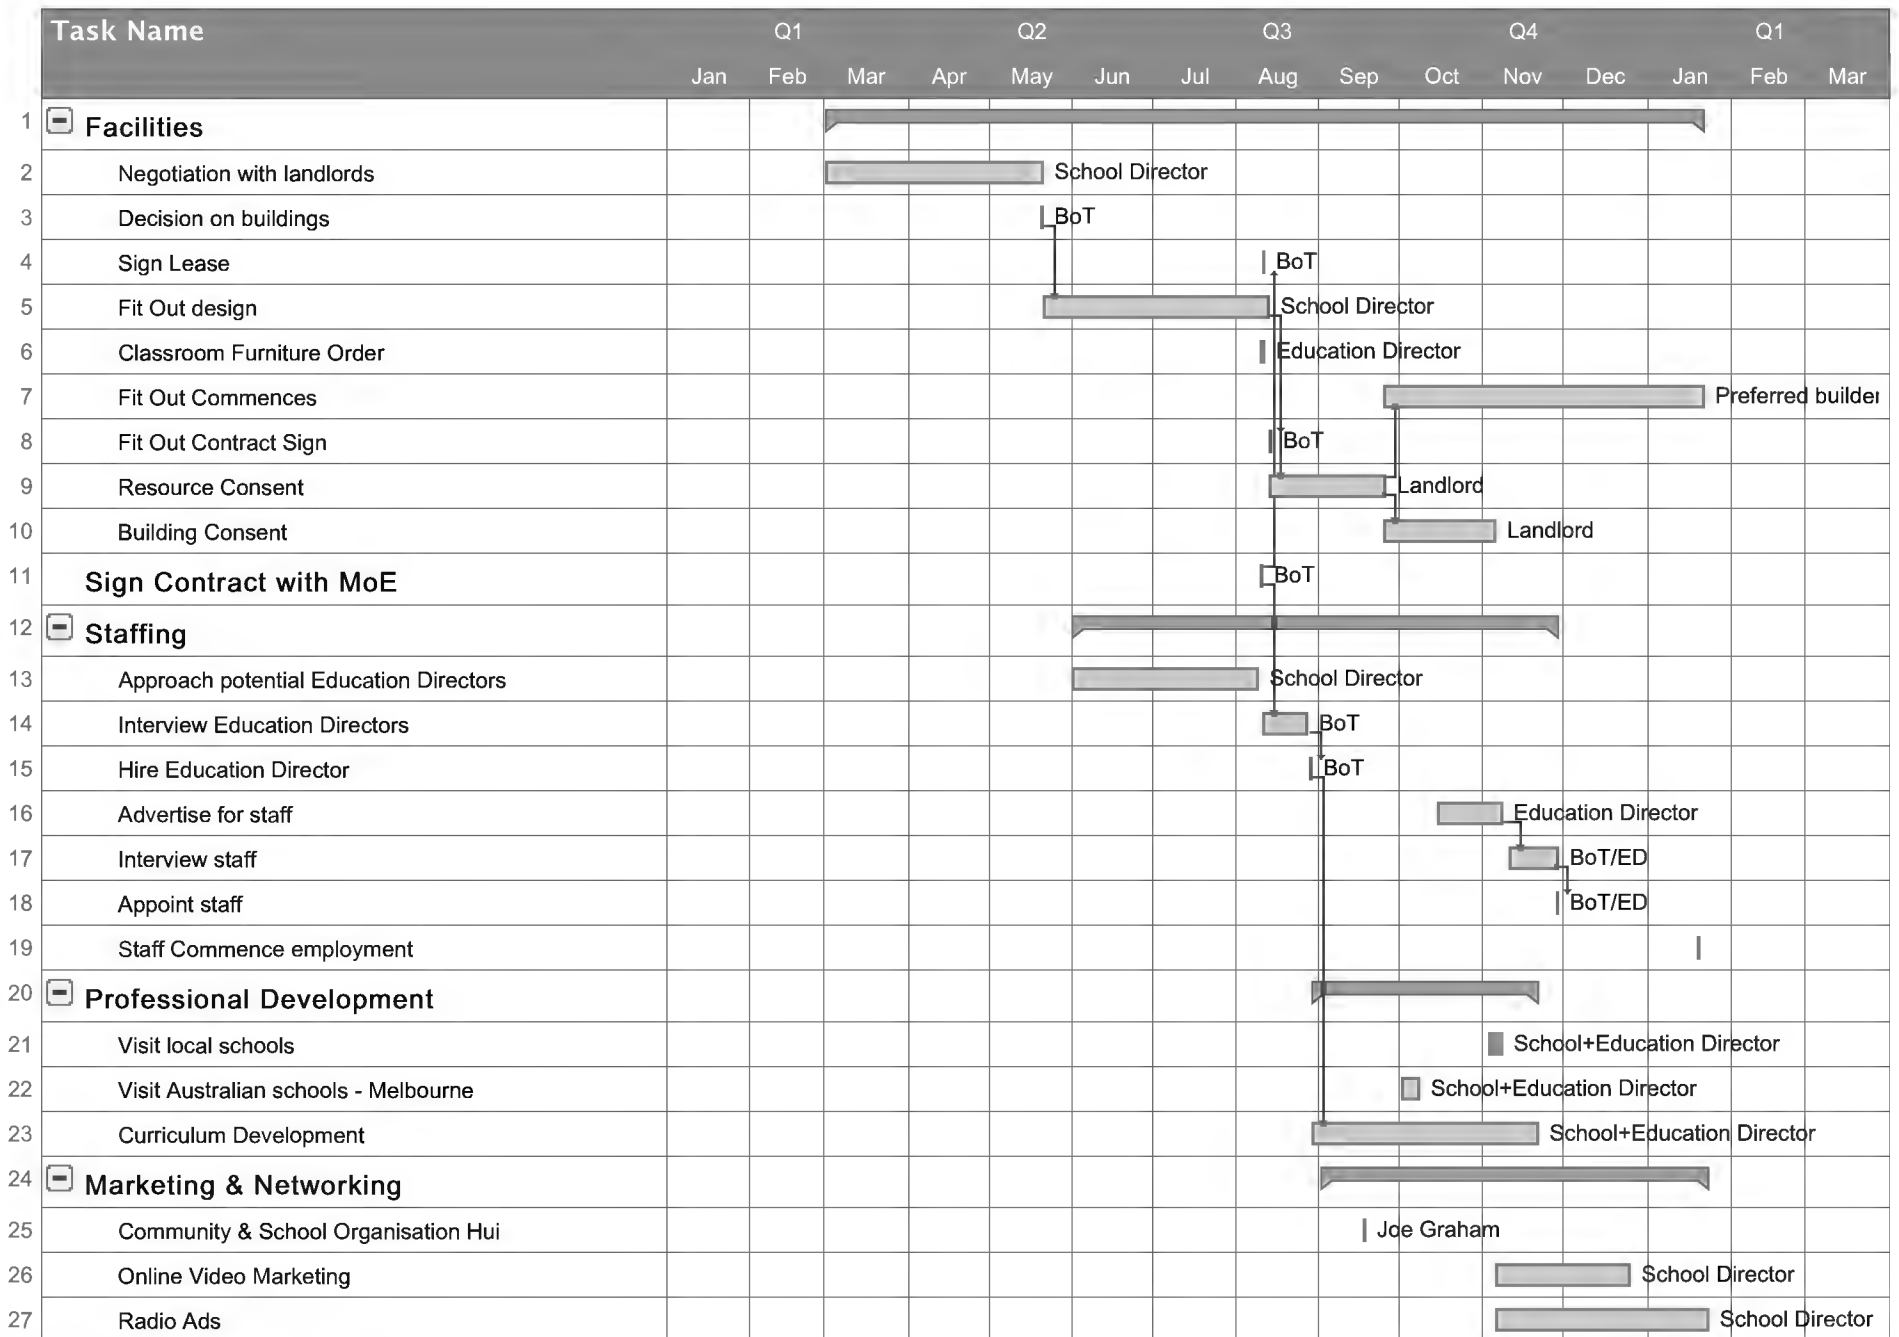 Task Name Q1 Q2 Q3 Q4 Q1
Jan Feb Mar Apr May Jun Jul Aug Sep Oct Nov Dec Jan Feb Mar
1 Facilities
2 Negotiation with landlords School Director
3 Decision on buildings BoT
4 Sign Lease BoT
5 Fit Out design School Director
6 Classroom Furniture Order Education Director
7 Fit Out Commences Preferred builder
8 Fit Out Contract Sign BoT
9 Resource Consent Landlord
10 Building Consent Landlord
11 Sign Contract with MoE BoT
12 Staffing
13 Approach potential Education Directors School Director
14 Interview Education Directors BoT
15 Hire Education Director BoT
16 Advertise for staff Education Director
17 Interview staff BoT/ED
18 Appoint staff BoT/ED
19 Staff Commence employment
20 Professional Development
21 Visit local schools School+Education Director
22 Visit Australian schools - Melbourne School+Education Director
23 Curriculum Development School+Education Director
24 Marketing & Networking
25 Community & School Organisation Hui Joe Graham
26 Online Video Marketing School Director
27 Radio Ads School Director